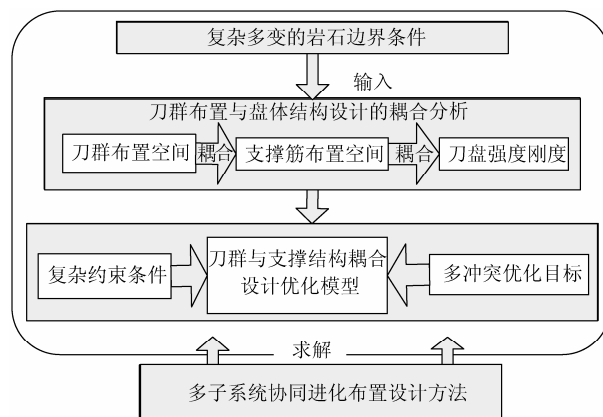 复杂多变的岩石边界条件
输入
刀群布置与盘体结构设计的耦合分析
刀群布置空间
耦合
支撑筋布置空间
耦合
刀盘强度刚度
复杂约束条件
刀群与支撑结构耦合
设计优化模型
多冲突优化目标
求解
多子系统协同进化布置设计方法